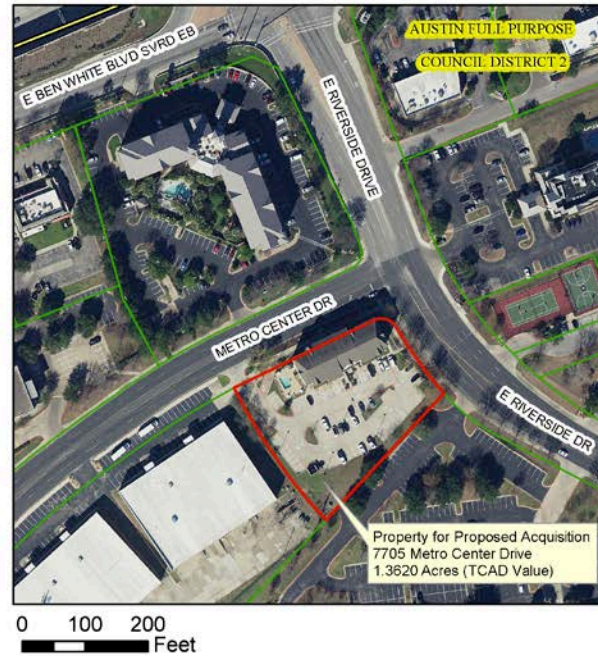 AUSTIN FULL PURPOSE
COUNCIL DISTRICT 2
E BEN WHITE BLVD SVRD EB
E RIVERSIDE DRIVE
METRO CENTER DR
E RIVERSIDE DR
Property for Proposed Acquisition
7705 Metro Center Drive
1.3620 Acres (TCAD Value)
0 100 200
Feet